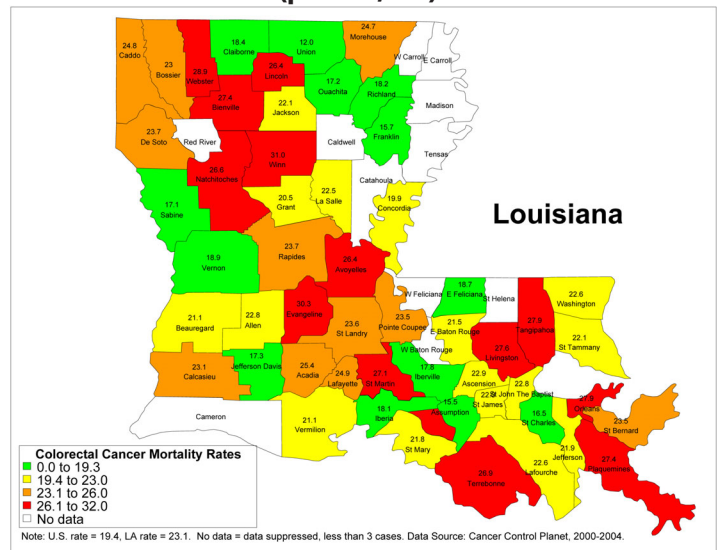 24.8
Caddo
23
Bossier
28.9
Webster
18.4
Claiborne
12.0
Union
24.7
Morehouse
W Carroll
E Carroll
26.4
Lincoln
17.2
Ouachita
18.2
Richland
Madison
27.4
Bienville
22.1
Jackson
15.7
Franklin
Tensas
23.7
De Soto
Red River
31.0
Winn
Caldwell
Natchitoches
Catahoula
17.1
Sabine
20.5
Grant
22.5
La Salle
19.9
Concordia
Louisiana
18.9
Vernon
23.7
Rapides
26.4
Avoyelles
W Feliciana
18.7
E Feliciana
St Helena
27.9
Tangipahoa
22.6
Washington
21.1
Beauregard
22.8
Allen
30.3
Evangeline
23.6
St Landry
23.5
Pointe Coupee
21.5
E Baton Rouge
Livingston
22.1
St Tammany
W Baton Rouge
23.1
Calcasieu
17.3
Jefferson Davis
25.4
Acadia
24.9
Lafayette
27.1
St Martin
17.8
Iberville
22.9
Ascension
22.8
St John The Baptist
St James
Cameron
21.1
Vermilion
18.1
Iberia
15.5
Assumption
16.5
St Charles
Orleans
23.5
St Bernard
21.8
St Mary
Terrebonne
22.6
Lafourche
21.9
Jefferson
27.4
Plaquemines
Colorectal Cancer Mortality Rates
0.0 to 19.3
19.4 to 23.0
23.1 to 26.0
26.1 to 32.0
No data
Note: U.S. rate = 19.4, LA rate = 23.1. No data = data suppressed, less than 3 cases. Data Source: Cancer Control Planet, 2000-2004.